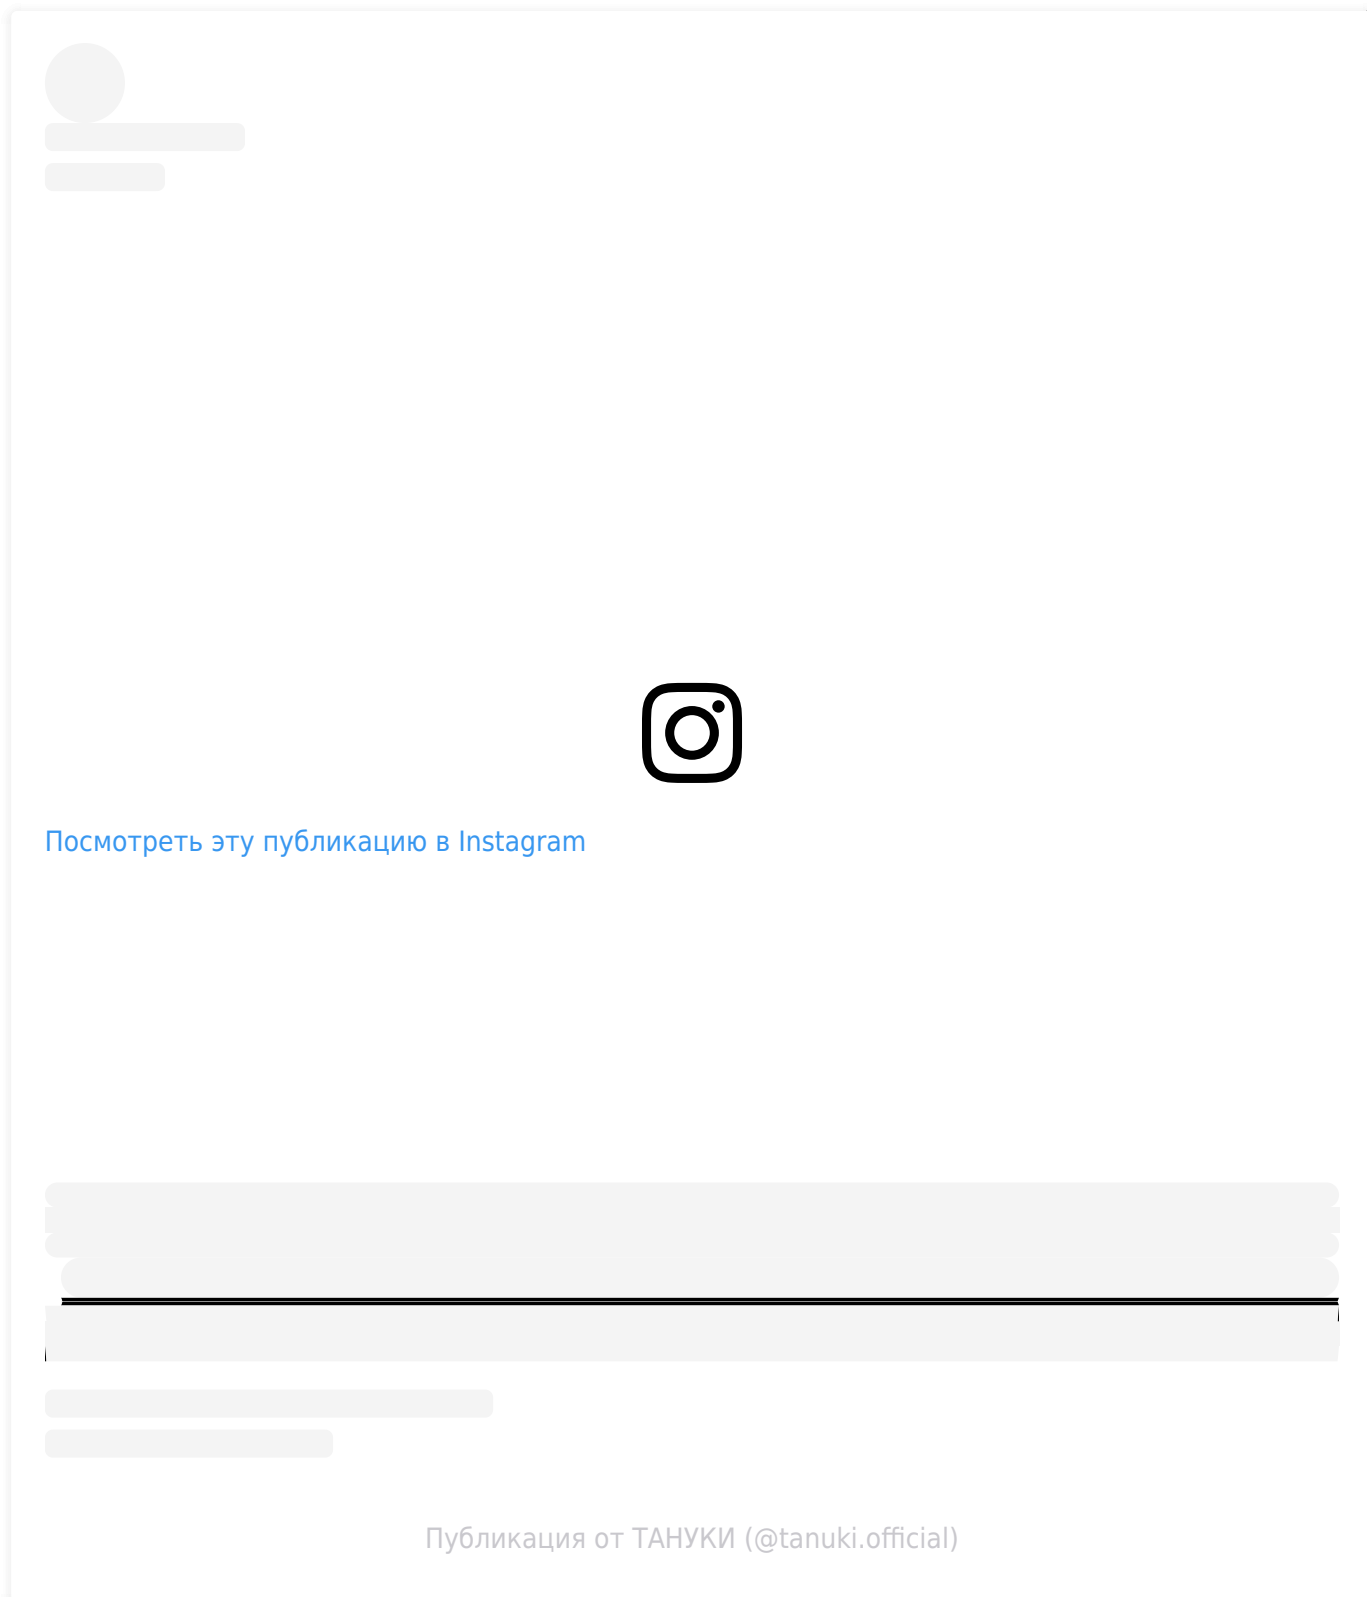 Посмотреть эту публикацию в Instagram
Публикация от ТАНУКИ (@tanuki.official)